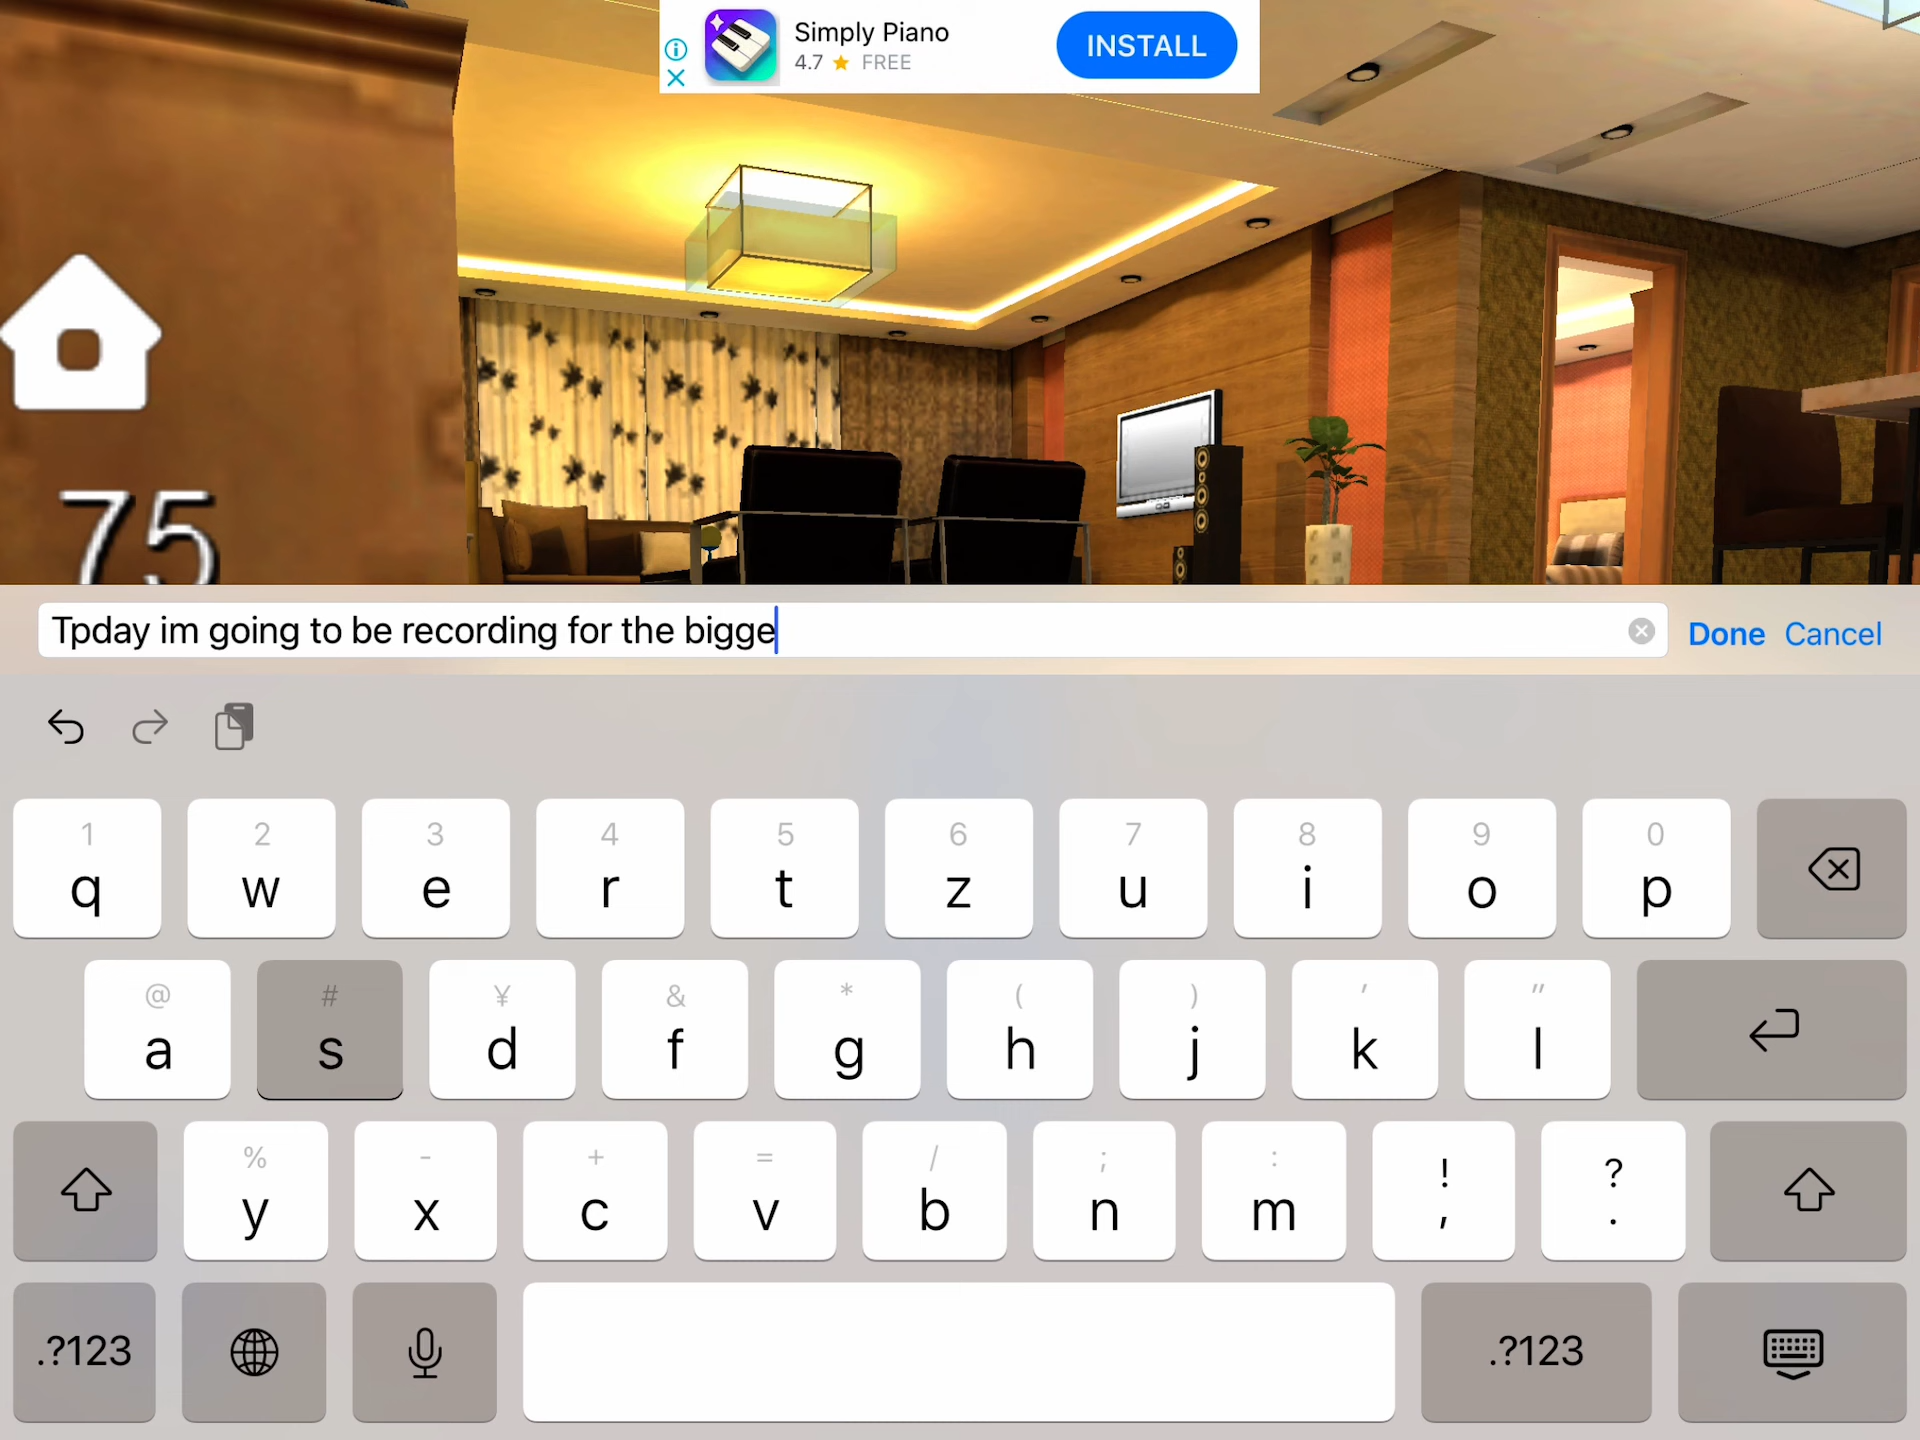 Simply Piano
4.7 ★ FREE
INSTALL
75
Tpday im going to be recording for the bigge
Done Cancel
1 2 3 4 5 6 7 8 9 0
q w e r t z u i o p
@ # ¥ & * ( ) ' "
a s d f g h j k l
% - + = / ; : ! ?
y x c v b n m , .
.?123 .?123